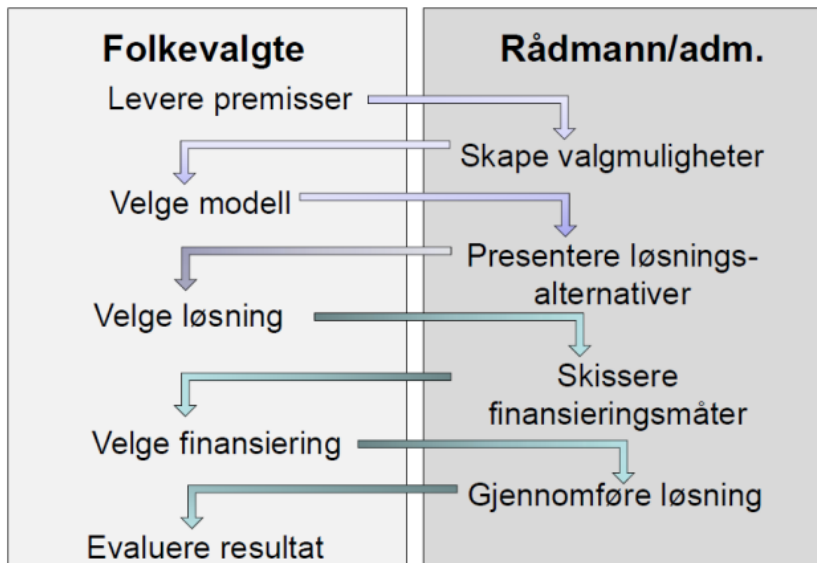 Folkevalgte
Rådmann/adm.
Levere premisser
Skape valgmuligheter
Velge modell
Presentere løsnings-
alternativer
Velge løsning
Skissere
finansieringsmåter
Velge finansiering
Gjennomføre løsning
Evaluere resultat